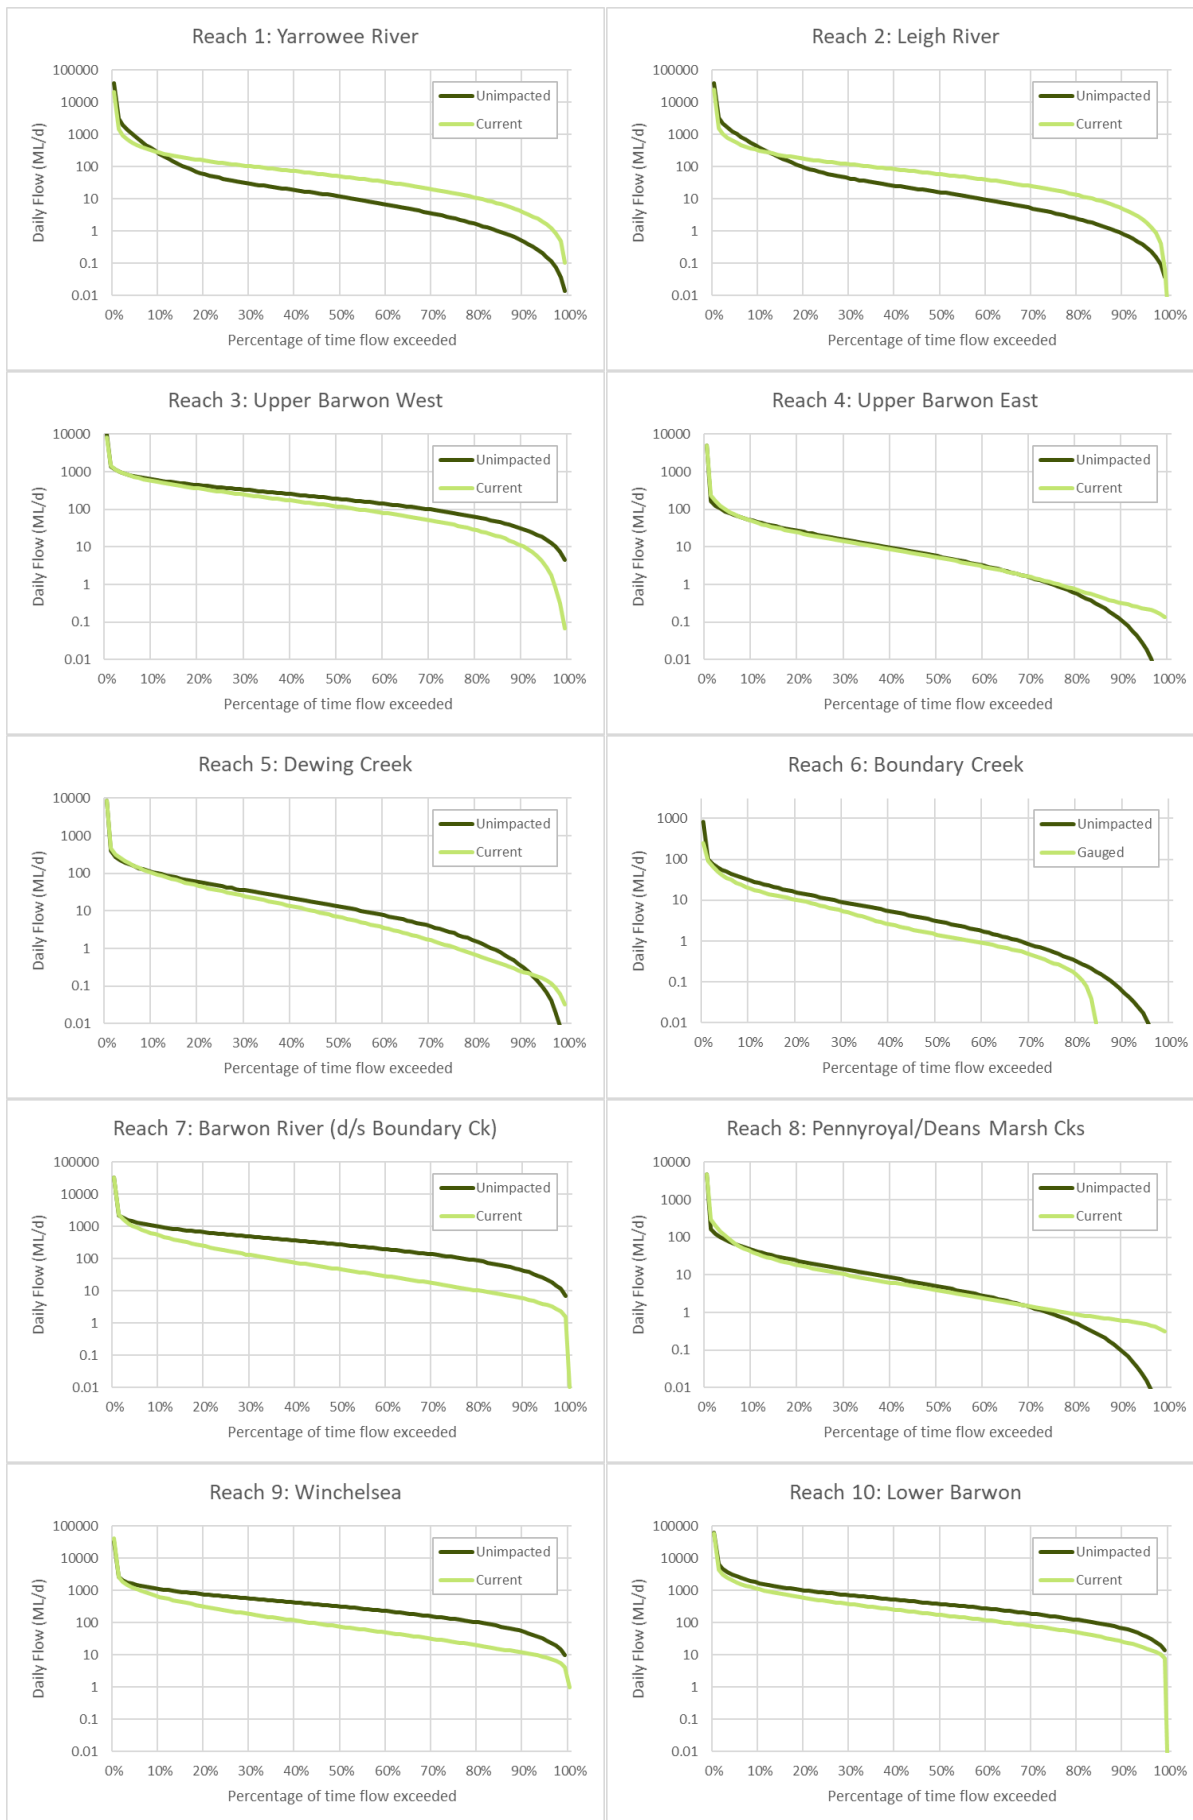 Reach 1: Yarrowee River
Daily Flow (ML/d)
100000
10000
1000
100
10
1
0.1
0.01
Unimpacted
Current
0% 10% 20% 30% 40% 50% 60% 70% 80% 90% 100%
Percentage of time flow exceeded
Reach 2: Leigh River
Daily Flow (ML/d)
100000
10000
1000
100
10
1
0.1
0.01
Unimpacted
Current
0% 10% 20% 30% 40% 50% 60% 70% 80% 90% 100%
Percentage of time flow exceeded
Reach 3: Upper Barwon West
Daily Flow (ML/d)
10000
1000
100
10
1
0.1
0.01
Unimpacted
Current
0% 10% 20% 30% 40% 50% 60% 70% 80% 90% 100%
Percentage of time flow exceeded
Reach 4: Upper Barwon East
Daily Flow (ML/d)
10000
1000
100
10
1
0.1
0.01
Unimpacted
Current
0% 10% 20% 30% 40% 50% 60% 70% 80% 90% 100%
Percentage of time flow exceeded
Reach 5: Dewing Creek
Daily Flow (ML/d)
10000
1000
100
10
1
0.1
0.01
Unimpacted
Current
0% 10% 20% 30% 40% 50% 60% 70% 80% 90% 100%
Percentage of time flow exceeded
Reach 6: Boundary Creek
Daily Flow (ML/d)
1000
100
10
1
0.1
0.01
Unimpacted
Gauged
0% 10% 20% 30% 40% 50% 60% 70% 80% 90% 100%
Percentage of time flow exceeded
Reach 7: Barwon River (d/s Boundary Ck)
Daily Flow (ML/d)
100000
10000
1000
100
10
1
0.1
0.01
Unimpacted
Current
0% 10% 20% 30% 40% 50% 60% 70% 80% 90% 100%
Percentage of time flow exceeded
Reach 8: Pennyroyal/Deans Marsh Cks
Daily Flow (ML/d)
10000
1000
100
10
1
0.1
0.01
Unimpacted
Current
0% 10% 20% 30% 40% 50% 60% 70% 80% 90% 100%
Percentage of time flow exceeded
Reach 9: Winchelsea
Daily Flow (ML/d)
100000
10000
1000
100
10
1
0.1
0.01
Unimpacted
Current
0% 10% 20% 30% 40% 50% 60% 70% 80% 90% 100%
Percentage of time flow exceeded
Reach 10: Lower Barwon
Daily Flow (ML/d)
100000
10000
1000
100
10
1
0.1
0.01
Unimpacted
Current
0% 10% 20% 30% 40% 50% 60% 70% 80% 90% 100%
Percentage of time flow exceeded